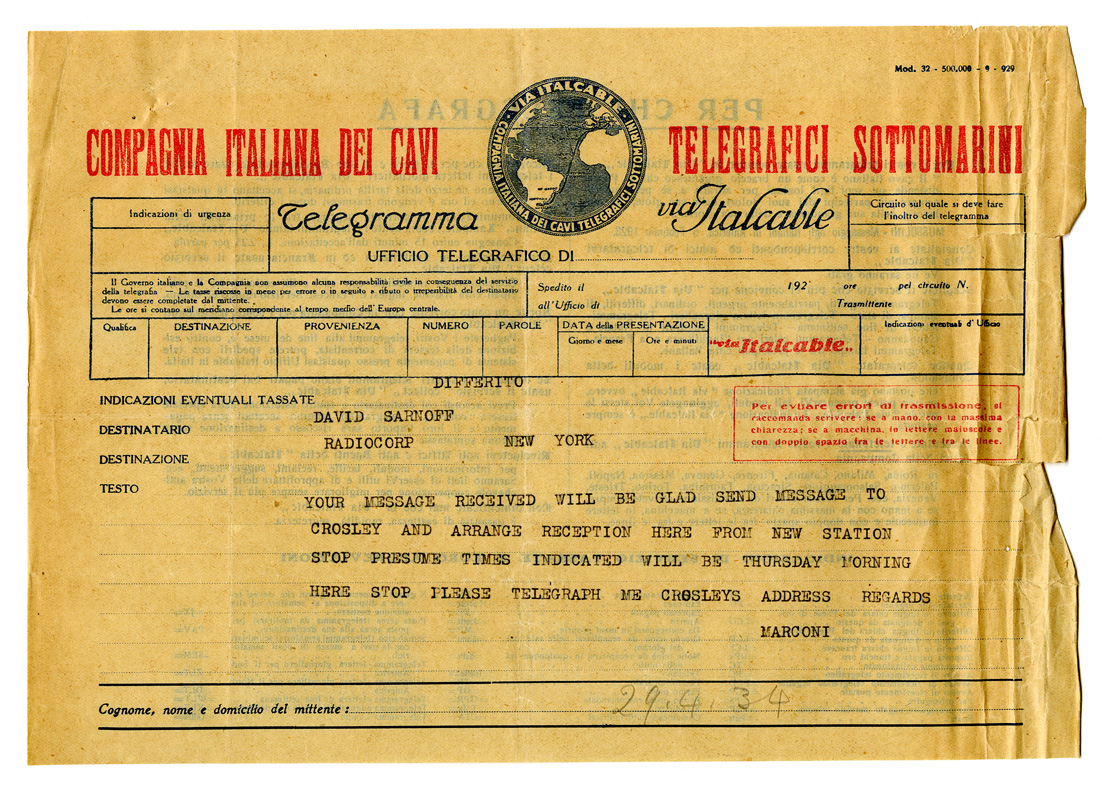 Mod. 32 - 500.000 - 9 - 929
COMPAGNIA ITALIANA DEI CAVI TELEGRAFICI SOTTOMARINI
· VIA ITALCABLE ·
COMPAGNIA ITALIANA DEI CAVI TELEGRAFICI SOTTOMARINI
Indicazioni di urgenza
Telegramma via Italcable
Circuito sul quale si deve fare
l'inoltro del telegramma
UFFICIO TELEGRAFICO DI
Il Governo italiano e la Compagnia non assumono alcuna responsabilità civile in conseguenza del servizio
della telegrafia — Le tasse riscosse in meno per errore o in seguito a rifiuto o irreperibilità del destinatario
devono essere completate dal mittente.
Le ore si contano sul meridiano corrispondente al tempo medio dell' Europa centrale.
Spedito il 192 ore pel circuito N.
all'Ufficio di Trasmittente
Qualifica DESTINAZIONE PROVENIENZA NUMERO PAROLE DATA della PRESENTAZIONE
Giorno e mese Ore e minuti
"via Italcable„
Indicazioni eventuali d' Ufficio
DIFFERITO
INDICAZIONI EVENTUALI TASSATE
DESTINATARIO DAVID SARNOFF
RADIOCORP NEW YORK
DESTINAZIONE
Per evitare errori di trasmissione, si
raccomanda scrivere: se a mano, con la massima
chiarezza; se a macchina, in lettere maiuscole e
con doppio spazio fra le lettere e fra le linee.
TESTO
YOUR MESSAGE RECEIVED WILL BE GLAD SEND MESSAGE TO
CROSLEY AND ARRANGE RECEPTION HERE FROM NEW STATION
STOP PRESUME TIMES INDICATED WILL BE THURSDAY MORNING
HERE STOP PLEASE TELEGRAPH ME CROSLEYS ADDRESS REGARDS
MARCONI
29.4.34
Cognome, nome e domicilio del mittente :